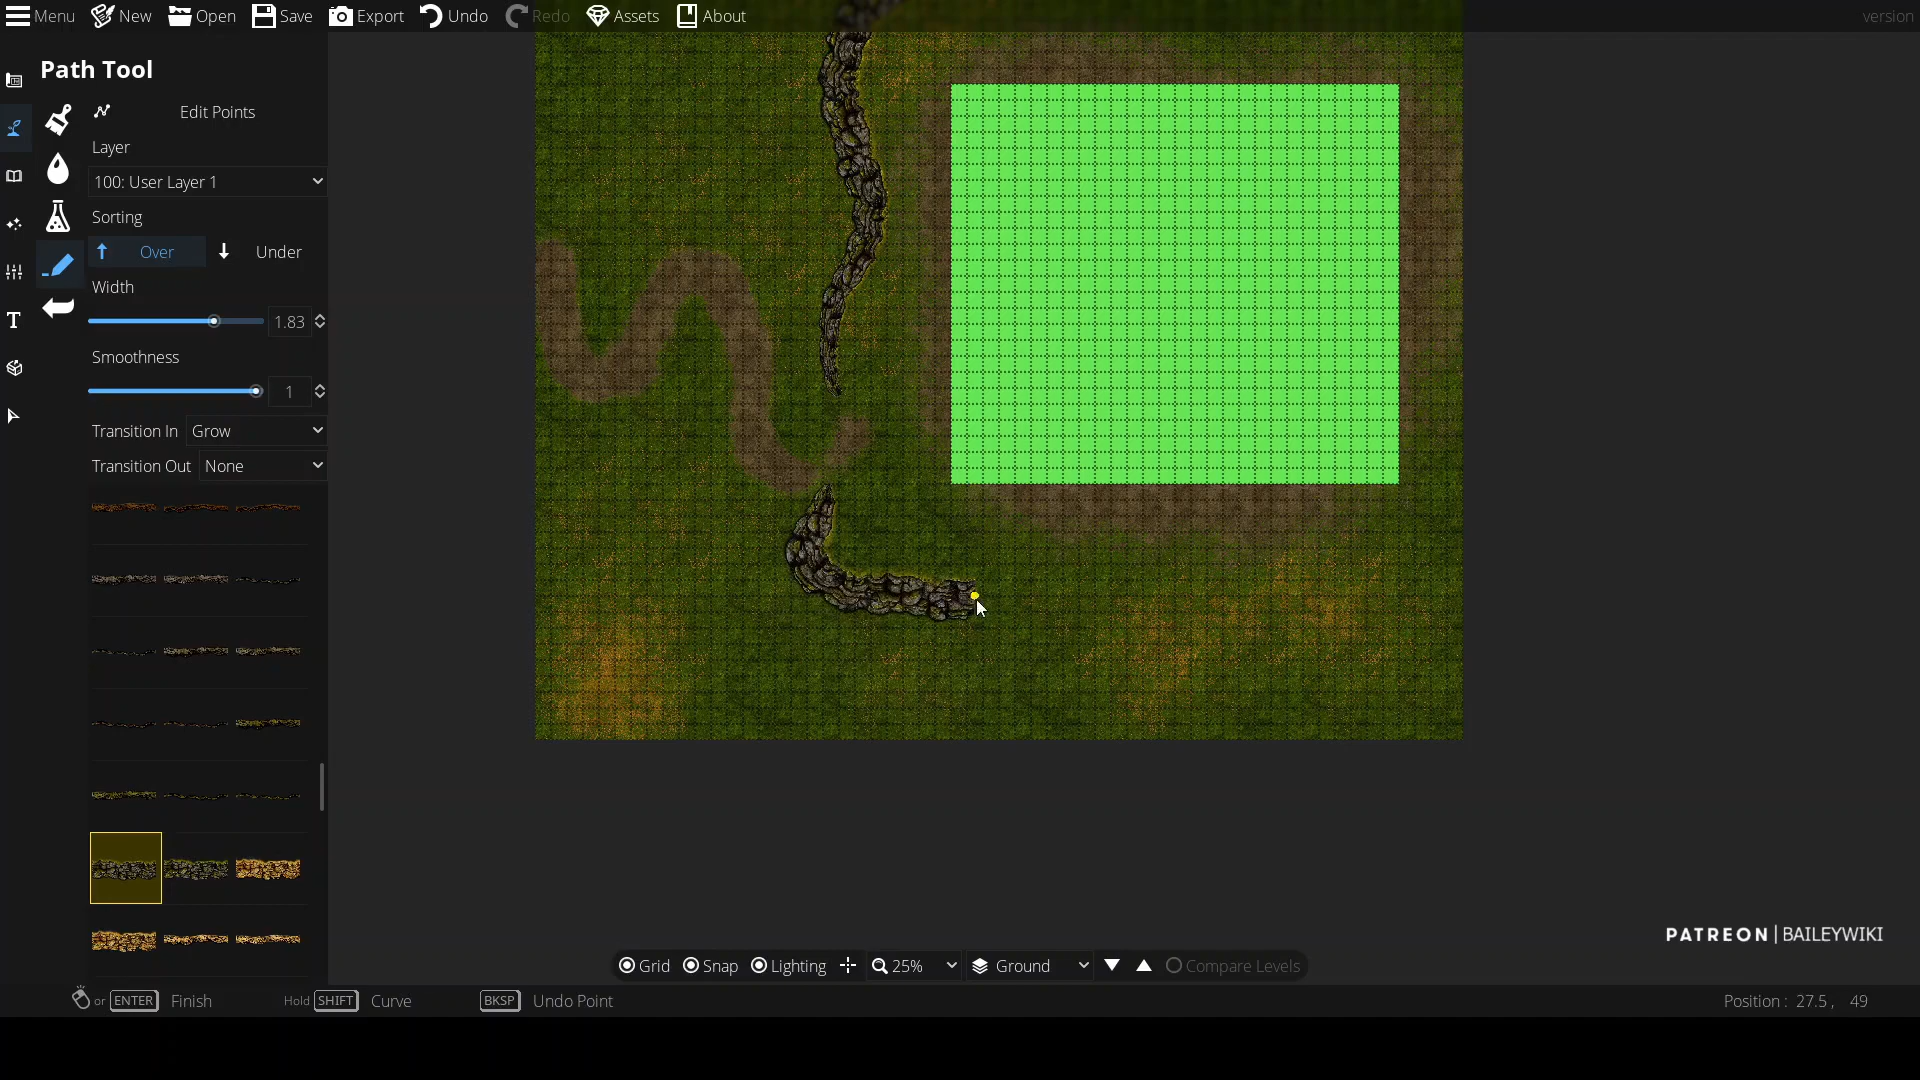 Menu New Open Save Export Undo Redo Assets About version
Path Tool
Edit Points
Layer
100: User Layer 1
Sorting
Over Under
Width
1.83
Smoothness
1
Transition In Grow
Transition Out None
T
PATREON | BAILEYWIKI
Grid Snap Lighting 25% Ground Compare Levels
or ENTER Finish Hold SHIFT Curve BKSP Undo Point Position : 27.5 , 49